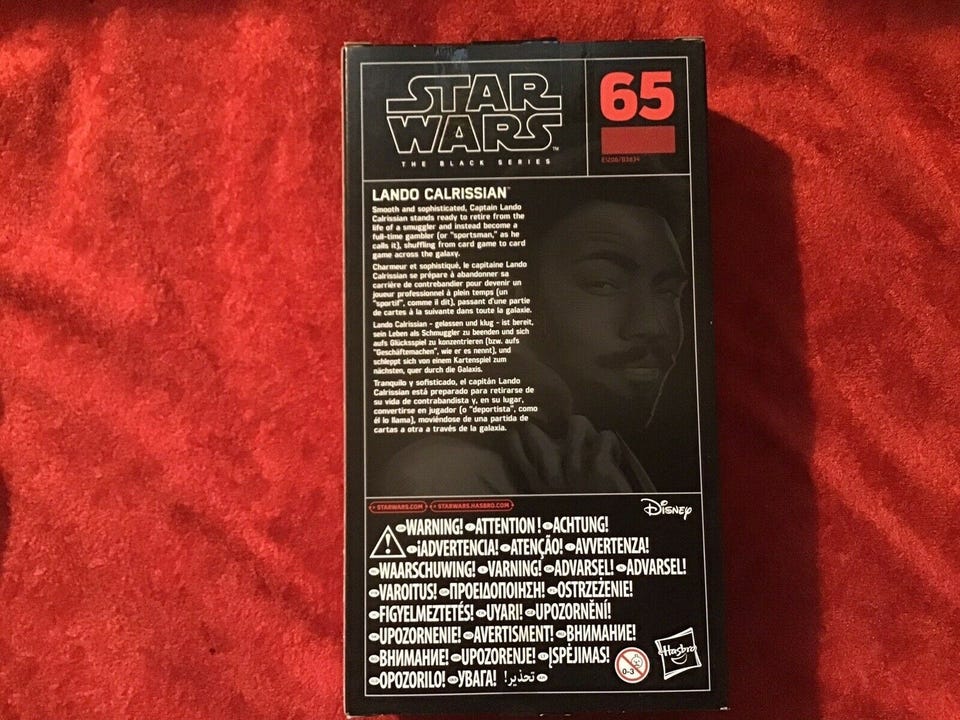 STAR
WARS™
THE BLACK SERIES
65
E1206/B3834
LANDO CALRISSIAN™
Smooth and sophisticated, Captain Lando
Calrissian stands ready to retire from the
life of a smuggler and instead become a
full-time gambler (or "sportsman," as he
calls it), shuffling from card game to card
game across the galaxy.
Charmeur et sophistiqué, le capitaine Lando
Calrissian se prépare à abandonner sa
carrière de contrebandier pour devenir un
joueur professionnel à plein temps (un
"sportif", comme il dit), passant d'une partie
de cartes à la suivante dans toute la galaxie.
Lando Calrissian - gelassen und klug - ist bereit,
sein Leben als Schmuggler zu beenden und sich
aufs Glücksspiel zu konzentrieren (bzw. aufs
"Geschäftemachen", wie er es nennt), und
schleppt sich von einem Kartenspiel zum
nächsten, quer durch die Galaxis.
Tranquilo y sofisticado, el capitán Lando
Calrissian está preparado para retirarse de
su vida de contrabandista y, en su lugar,
convertirse en jugador (o "deportista", como
él lo llama), moviéndose de una partida de
cartas a otra a través de la galaxia.
STARWARS.COM STARWARS.HASBRO.COM
Disney
WARNING! ATTENTION! ACHTUNG!
¡ADVERTENCIA! ATENÇÃO! AVVERTENZA!
WAARSCHUWING! VARNING! ADVARSEL! ADVARSEL!
VAROITUS! ΠΡΟΕΙΔΟΠΟΙΗΣΗ! OSTRZEŻENIE!
FIGYELMEZTETÉS! UYARI! UPOZORNĚNÍ!
UPOZORNENIE! AVERTISMENT! ВНИМАНИЕ!
ВНИМАНИЕ! UPOZORENJE! ĮSPĖJIMAS!
OPOZORILO! УВАГА! تحذير!
0-3
Hasbro